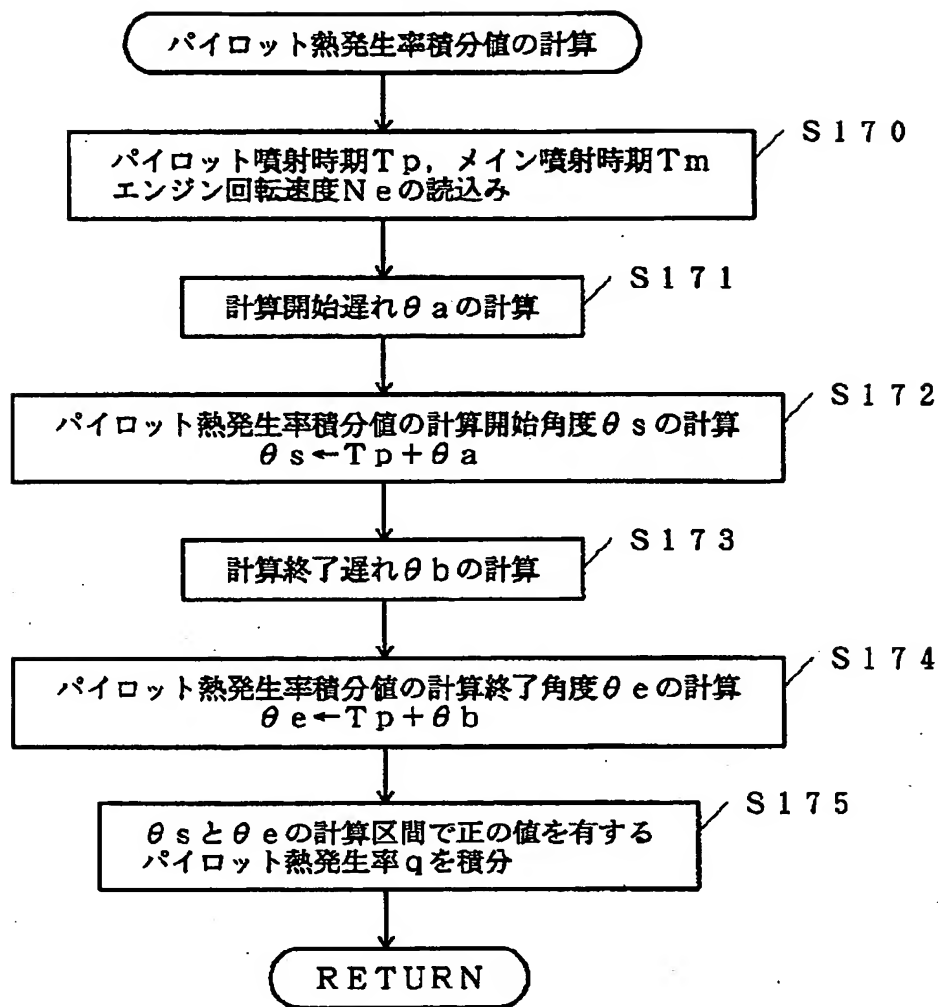 パイロット熱発生率積分値の計算
S170
パイロット噴射時期Tp，メイン噴射時期Tm
エンジン回転速度Neの読込み
S171
計算開始遅れθaの計算
S172
パイロット熱発生率積分値の計算開始角度θsの計算
θs←Tp＋θa
S173
計算終了遅れθbの計算
S174
パイロット熱発生率積分値の計算終了角度θeの計算
θe←Tp＋θb
S175
θsとθeの計算区間で正の値を有する
パイロット熱発生率qを積分
RETURN